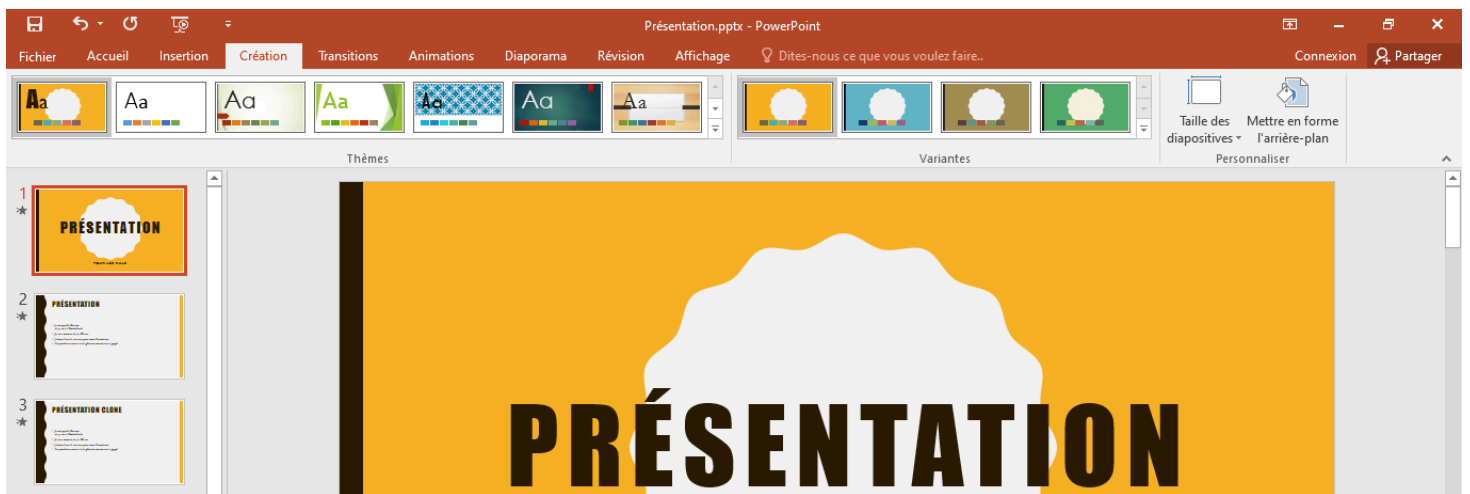 Présentation.pptx - PowerPoint
Fichier Accueil Insertion Création Transitions Animations Diaporama Révision Affichage Dites-nous ce que vous voulez faire.. Connexion Partager
Aa Aa Aa Aa Aa Aa Aa
Taille des diapositives
Mettre en forme l'arrière-plan
Thèmes Variantes Personnaliser
1
PRÉSENTATION
2
PRÉSENTATION
3
PRÉSENTATION CLONE
PRÉSENTATION